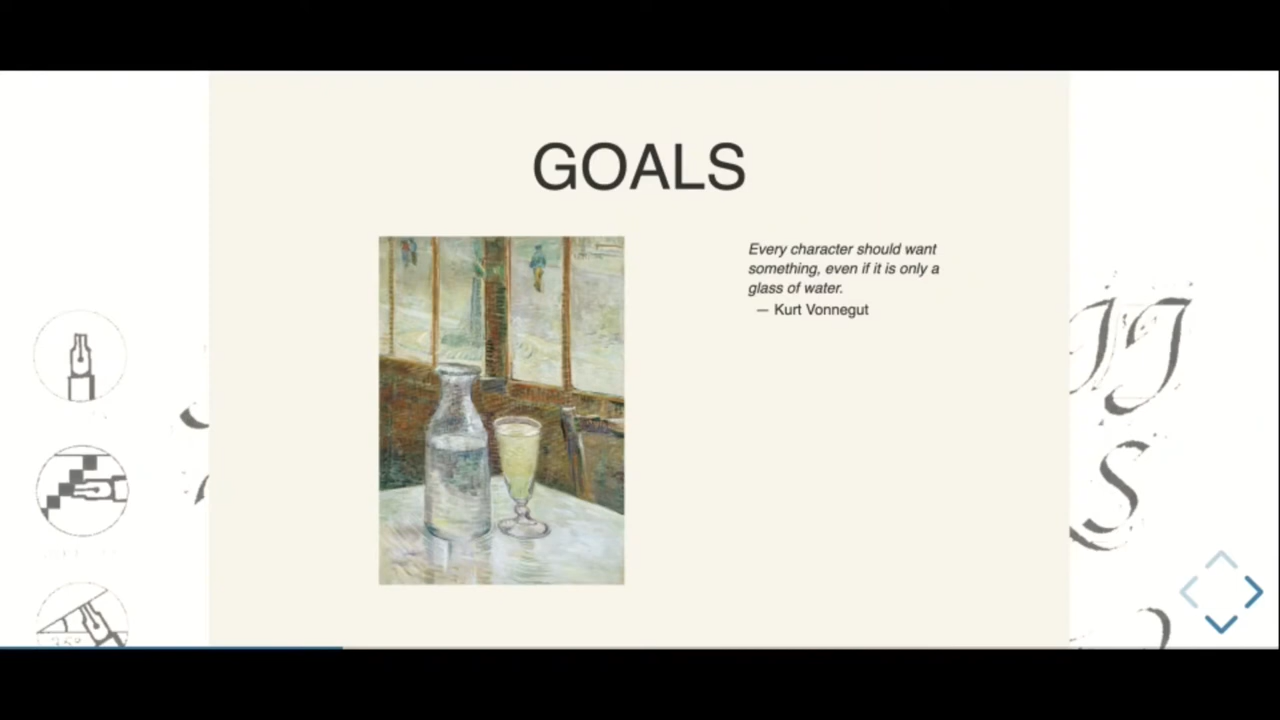 GOALS
Every character should want
something, even if it is only a
glass of water.
— Kurt Vonnegut